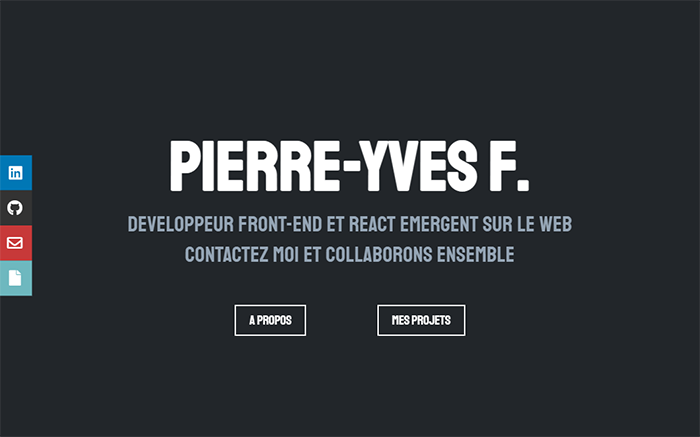 PIERRE-YVES F.
DEVELOPPEUR FRONT-END ET REACT EMERGENT SUR LE WEB
CONTACTEZ MOI ET COLLABORONS ENSEMBLE
A PROPOS
MES PROJETS
in